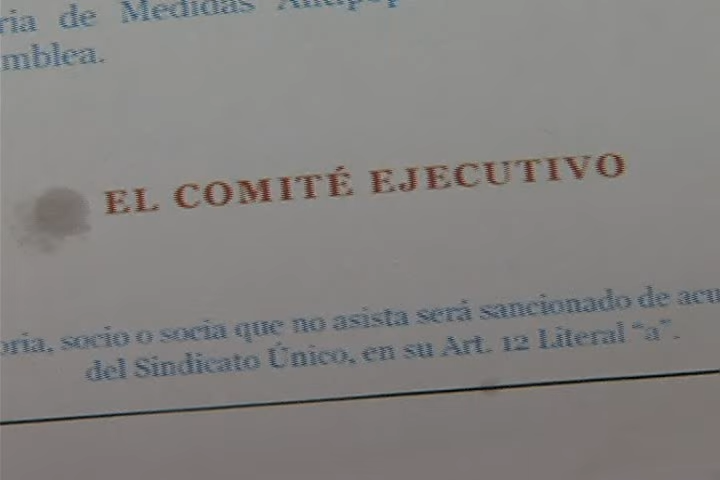 ria de Medidas Antipop
mblea.
EL COMITÉ EJECUTIVO
oria, socio o socia que no asista será sancionado de acu
del Sindicato Único, en su Art. 12 Literal “a”.